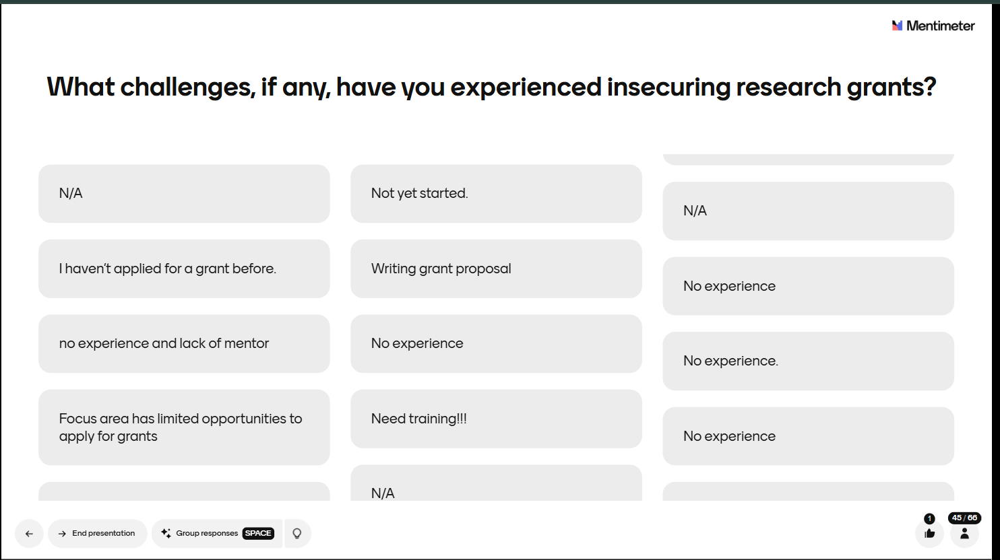 Mentimeter
What challenges, if any, have you experienced insecuring research grants?
N/A
I haven't applied for a grant before.
no experience and lack of mentor
Focus area has limited opportunities to
apply for grants
Not yet started.
Writing grant proposal
No experience
Need training!!!
N/A
N/A
No experience
No experience.
No experience
End presentation
Group responses SPACE
1
45 / 66